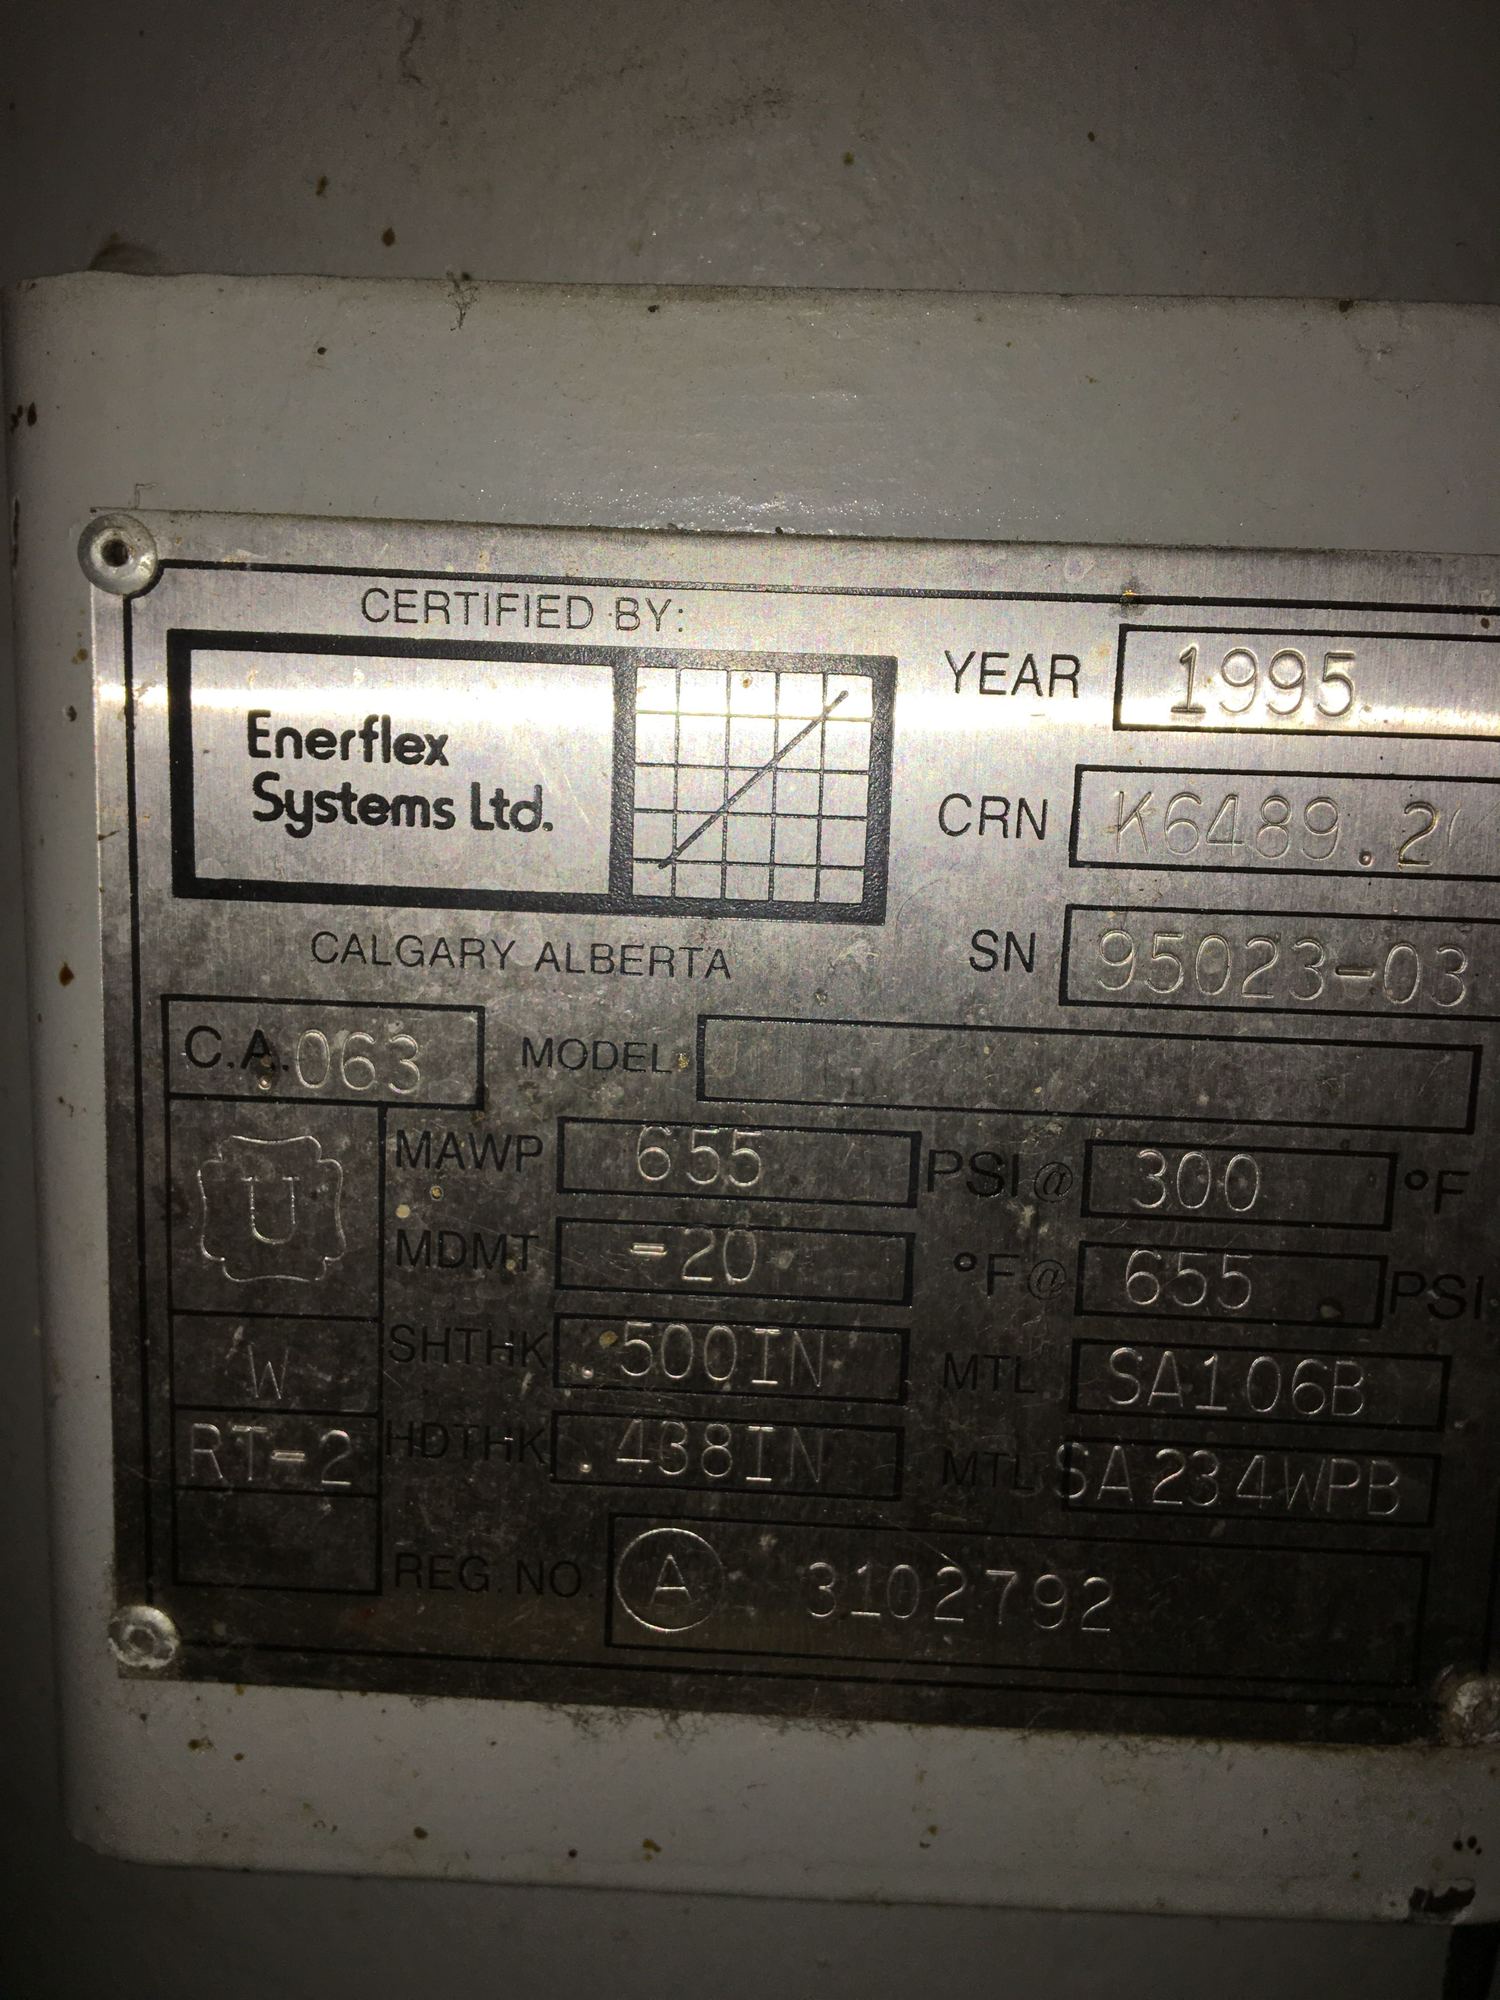 CERTIFIED BY:
Enerflex
Systems Ltd.
CALGARY ALBERTA
YEAR 1995
CRN K6489.2
SN 95023-03
C.A. 063
MODEL
U
W
RT-2
MAWP 655 PSI @ 300 °F
MDMT -20 °F @ 655 PSI
SHTHK .500IN MTL SA106B
HDTHK .438IN MTL SA234WPB
REG. NO. A 3102792